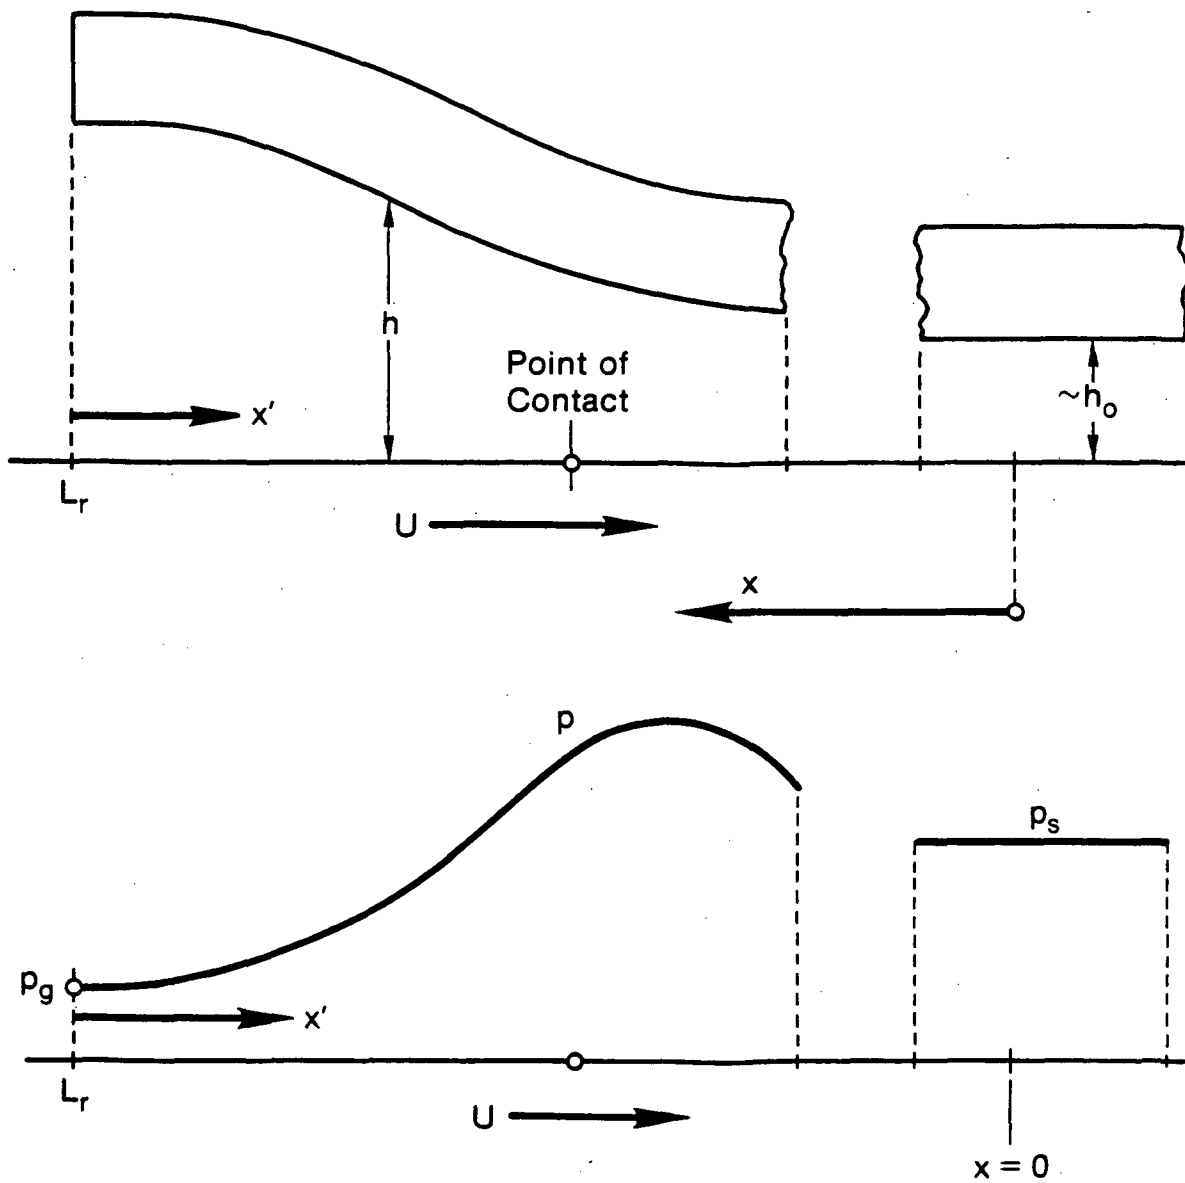 h
Point of
Contact
~h₀
x'
Lᵣ
U
x
p
pₛ
p_g
x'
Lᵣ
U
x = 0